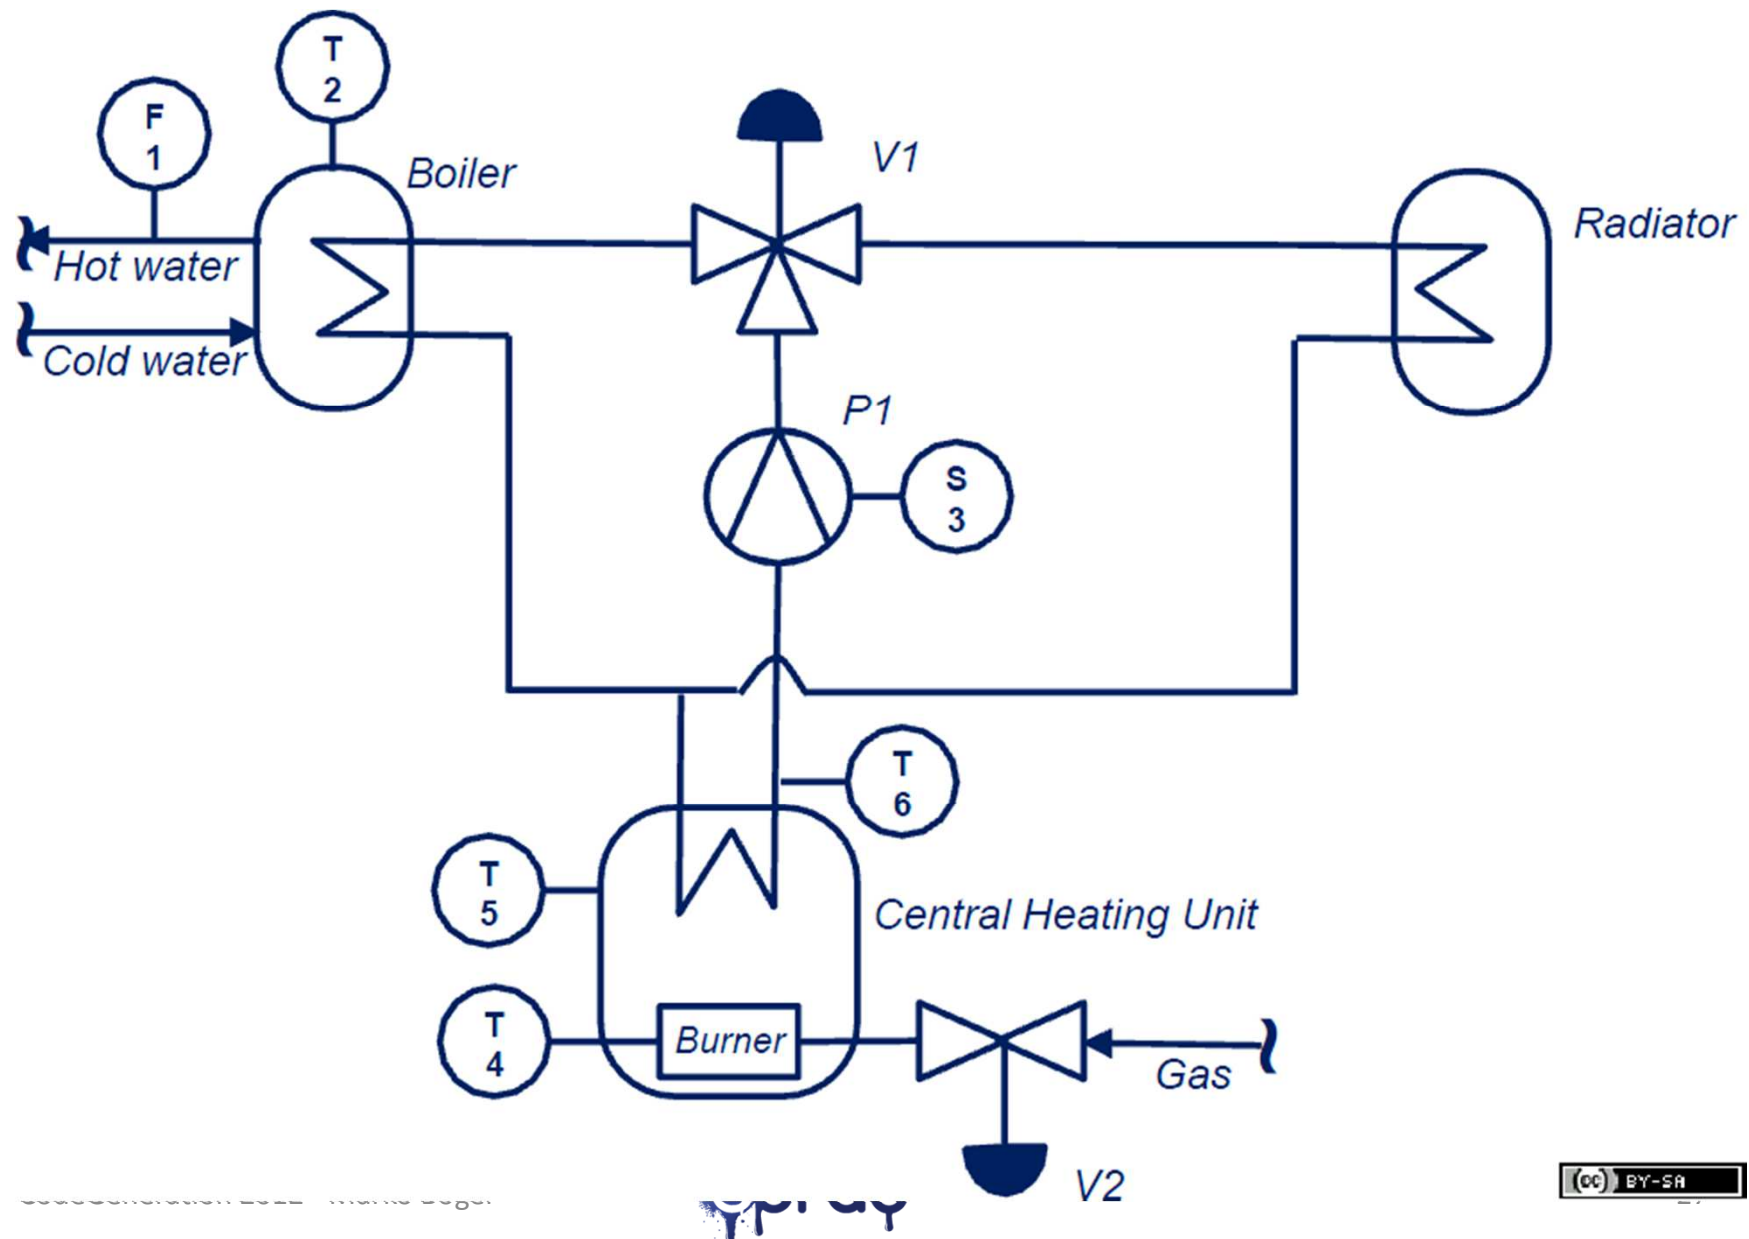 T
2
F
1
Boiler
V1
Radiator
Hot water
Cold water
P1
S
3
T
6
T
5
Central Heating Unit
T
4
Burner
Gas
V2
(cc) BY-SA